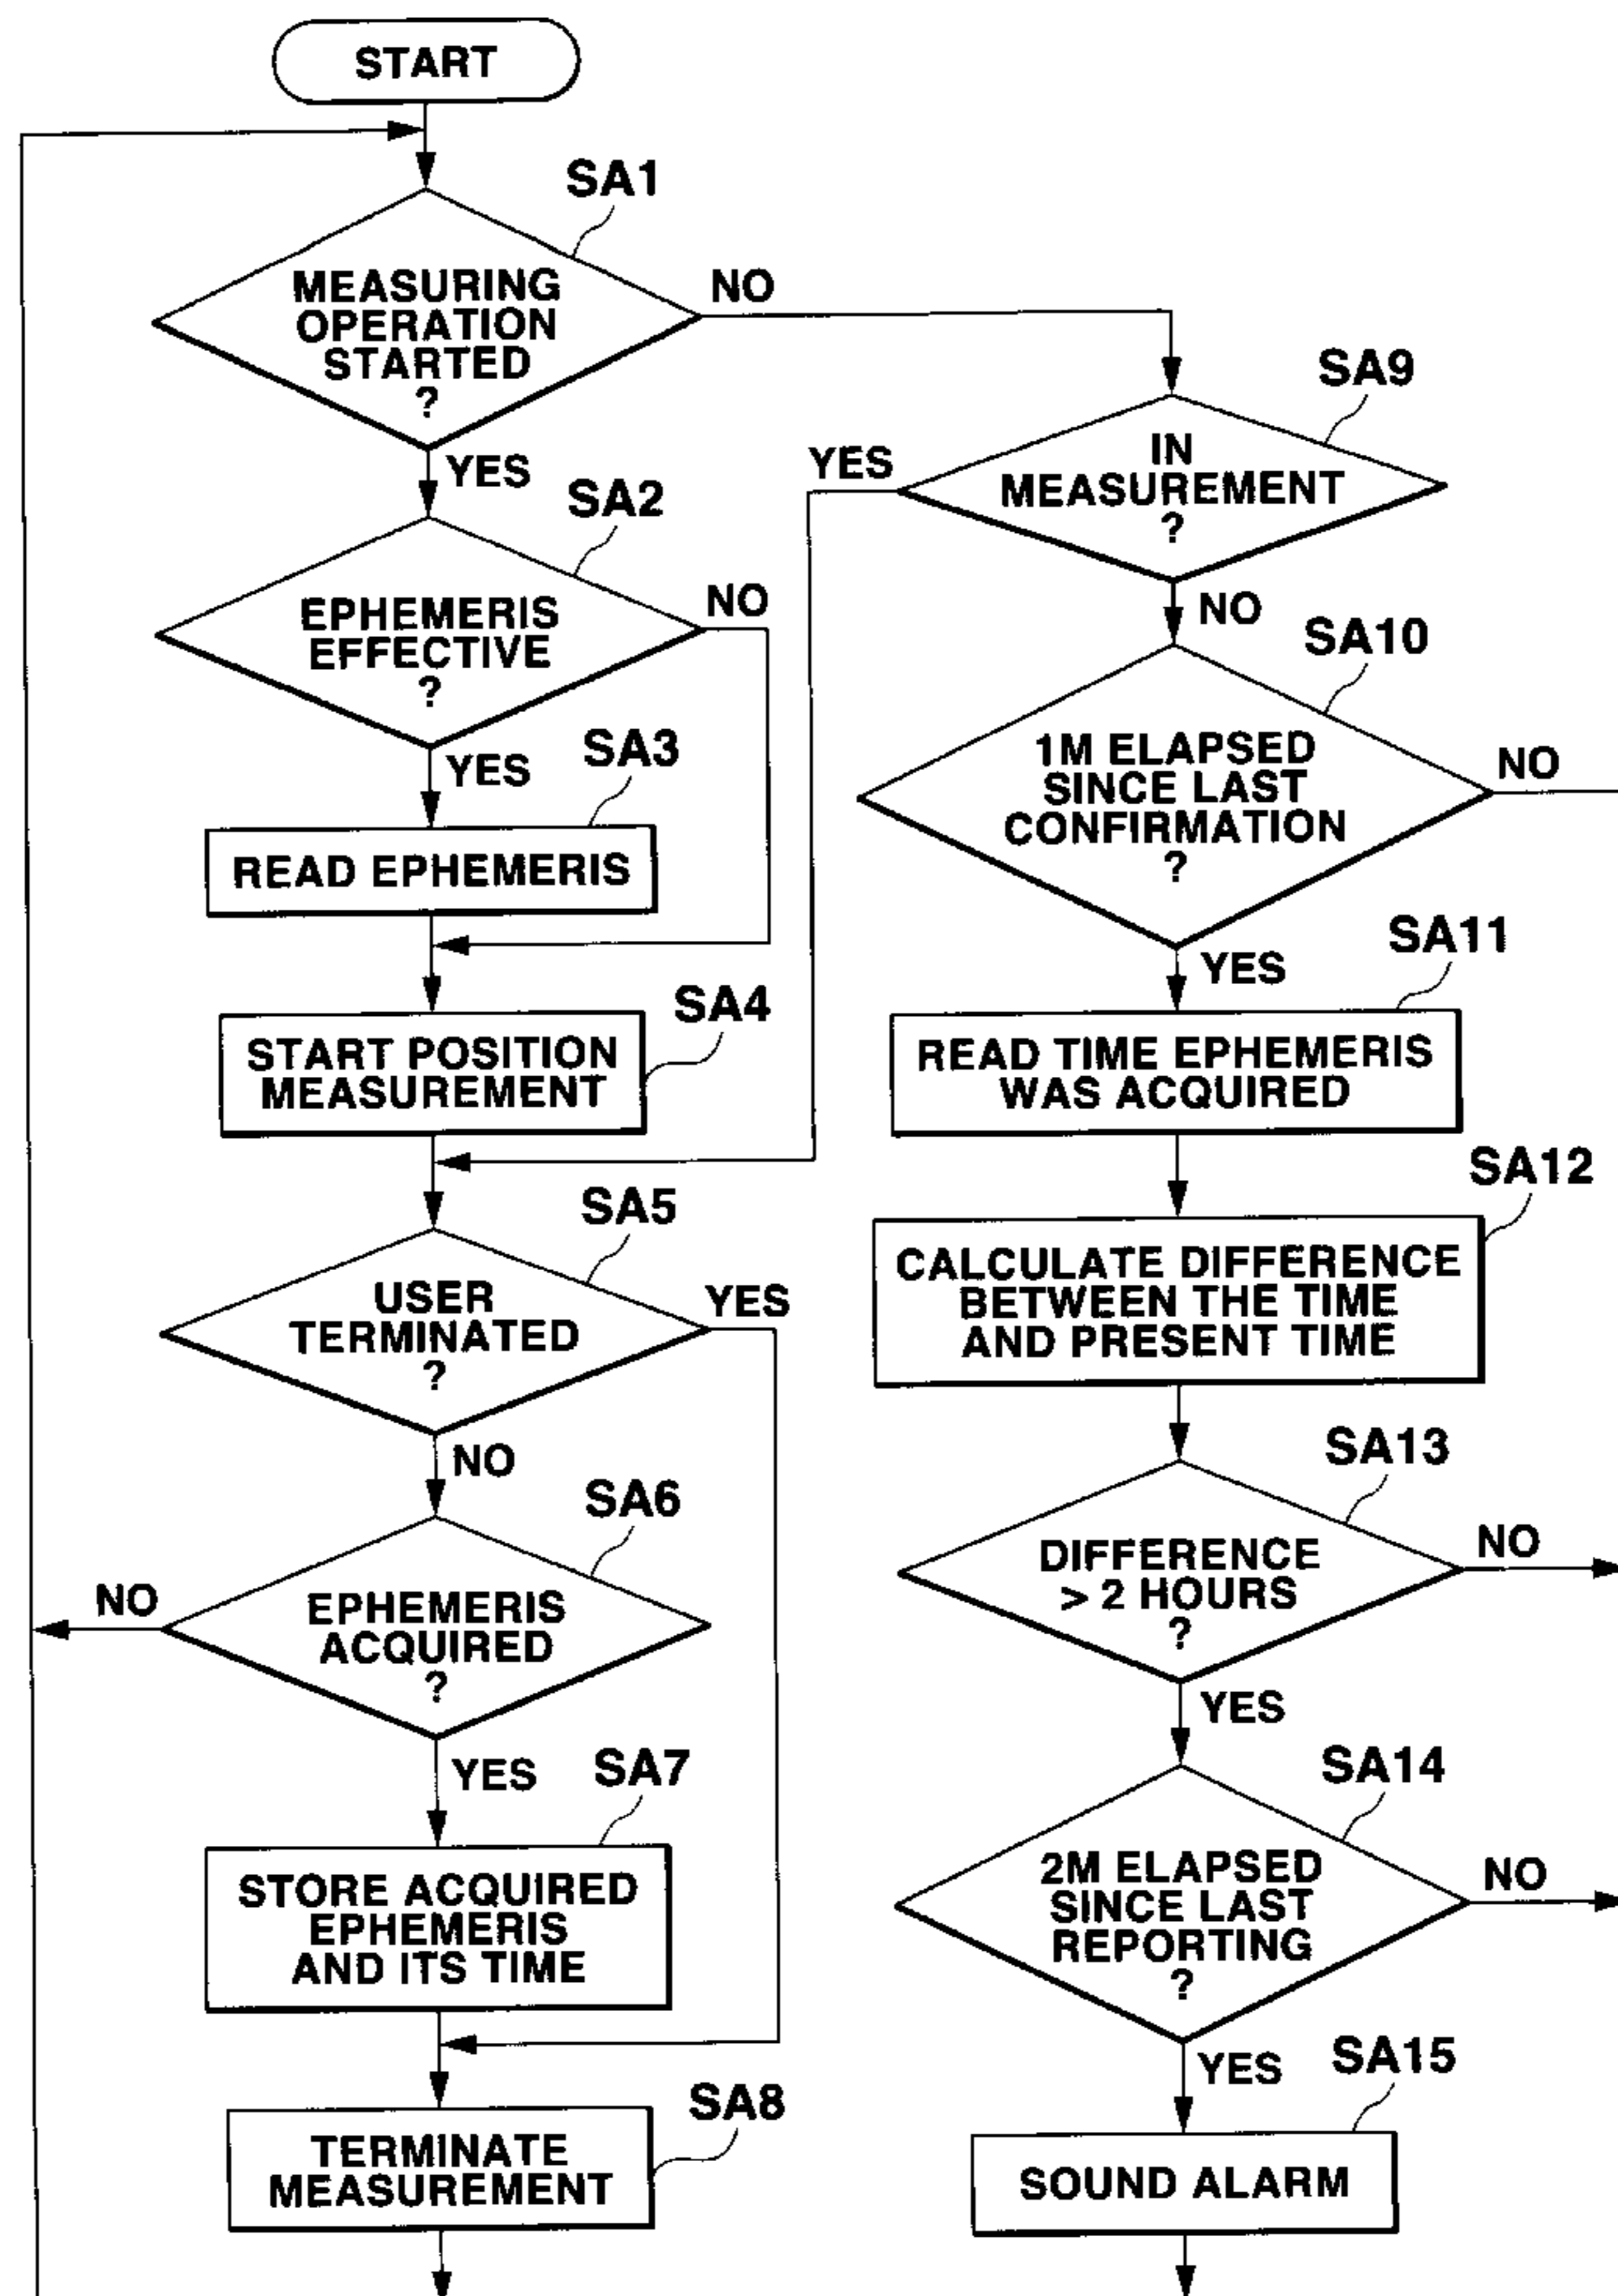 START
SA1
MEASURING
OPERATION
STARTED
?
NO
YES
SA2
EPHEMERIS
EFFECTIVE
?
NO
YES
SA3
READ EPHEMERIS
SA4
START POSITION
MEASUREMENT
SA5
USER
TERMINATED
?
YES
NO
SA6
EPHEMERIS
ACQUIRED
?
NO
YES
SA7
STORE ACQUIRED
EPHEMERIS
AND ITS TIME
SA8
TERMINATE
MEASUREMENT
SA9
IN
MEASUREMENT
?
YES
NO
SA10
1M ELAPSED
SINCE LAST
CONFIRMATION
?
NO
YES
SA11
READ TIME EPHEMERIS
WAS ACQUIRED
SA12
CALCULATE DIFFERENCE
BETWEEN THE TIME
AND PRESENT TIME
SA13
DIFFERENCE
> 2 HOURS
?
NO
YES
SA14
2M ELAPSED
SINCE LAST
REPORTING
?
NO
YES
SA15
SOUND ALARM